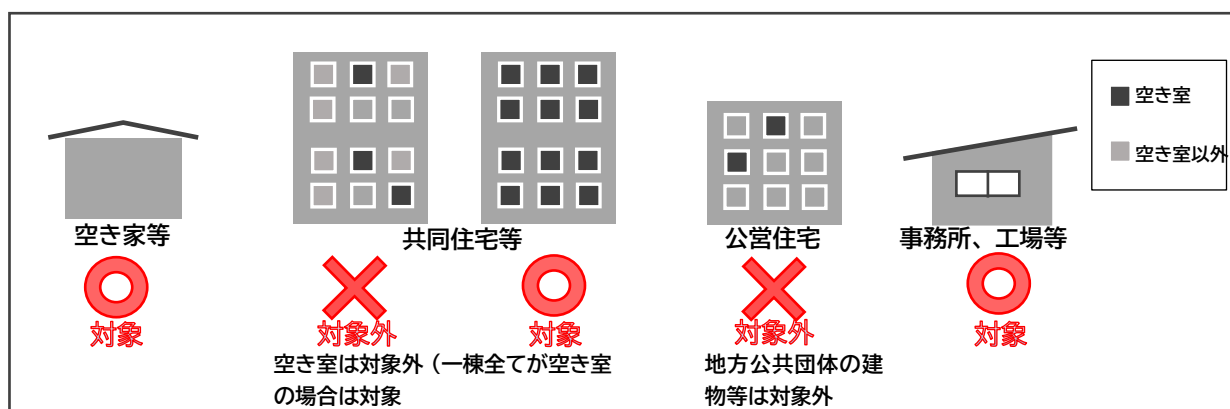 空き室
空き室以外
空き家等
共同住宅等
公営住宅
事務所、工場等
対象
対象外
対象
対象外
対象
空き室は対象外（一棟全てが空き室
の場合は対象
地方公共団体の建
物等は対象外